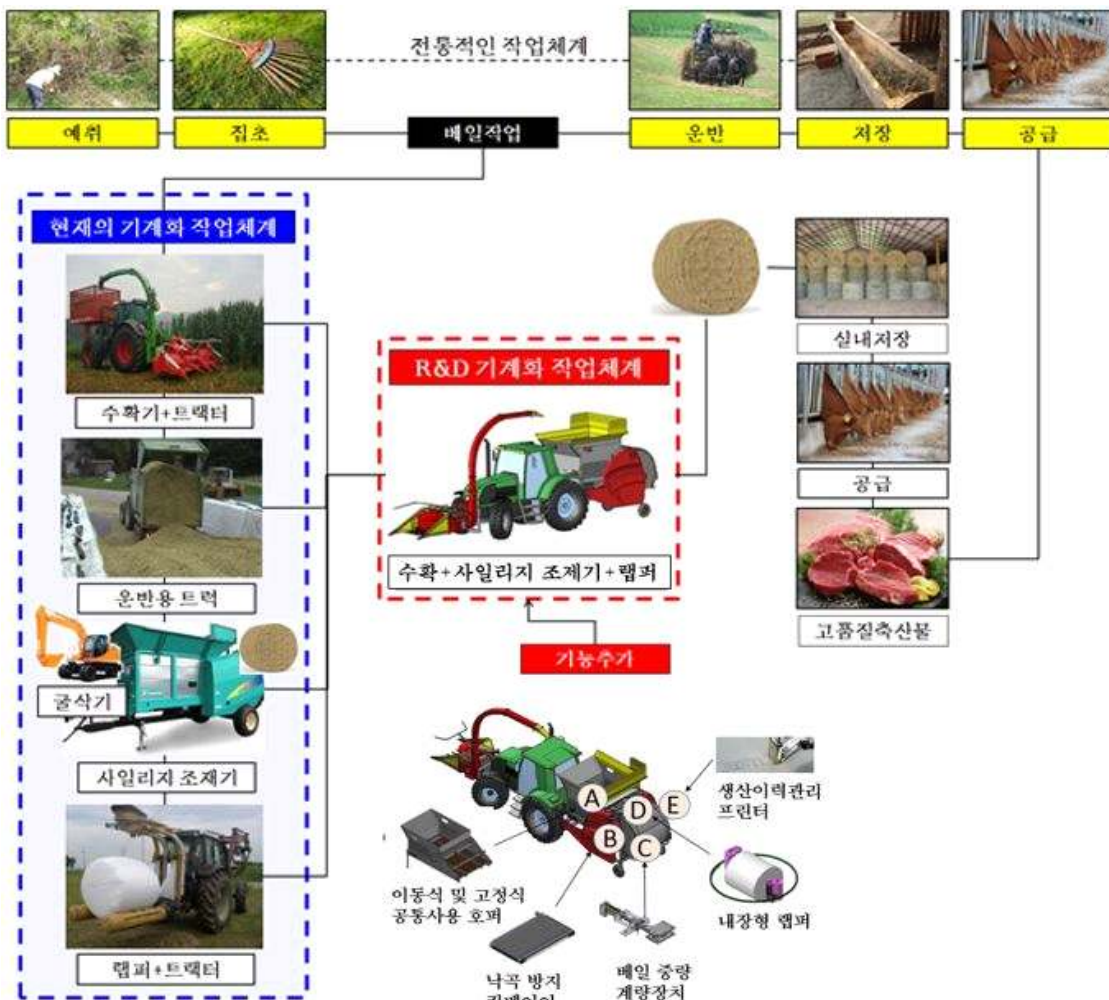 전통적인 작업체계
예취
집초
베일작업
운반
저장
공급
현재의 기계화 작업체계
수확기+트랙터
운반용 트럭
굴삭기
사일리지 조재기
랩퍼+트랙터
R&D 기계화 작업체계
수확+사일리지 조제기+랩퍼
기능추가
실내저장
공급
고품질축산물
A
B
C
D
E
생산이력관리
프린터
이동식 및 고정식
공통사용 호퍼
내장형 랩퍼
낙곡 방지
베일 중량
계량장치